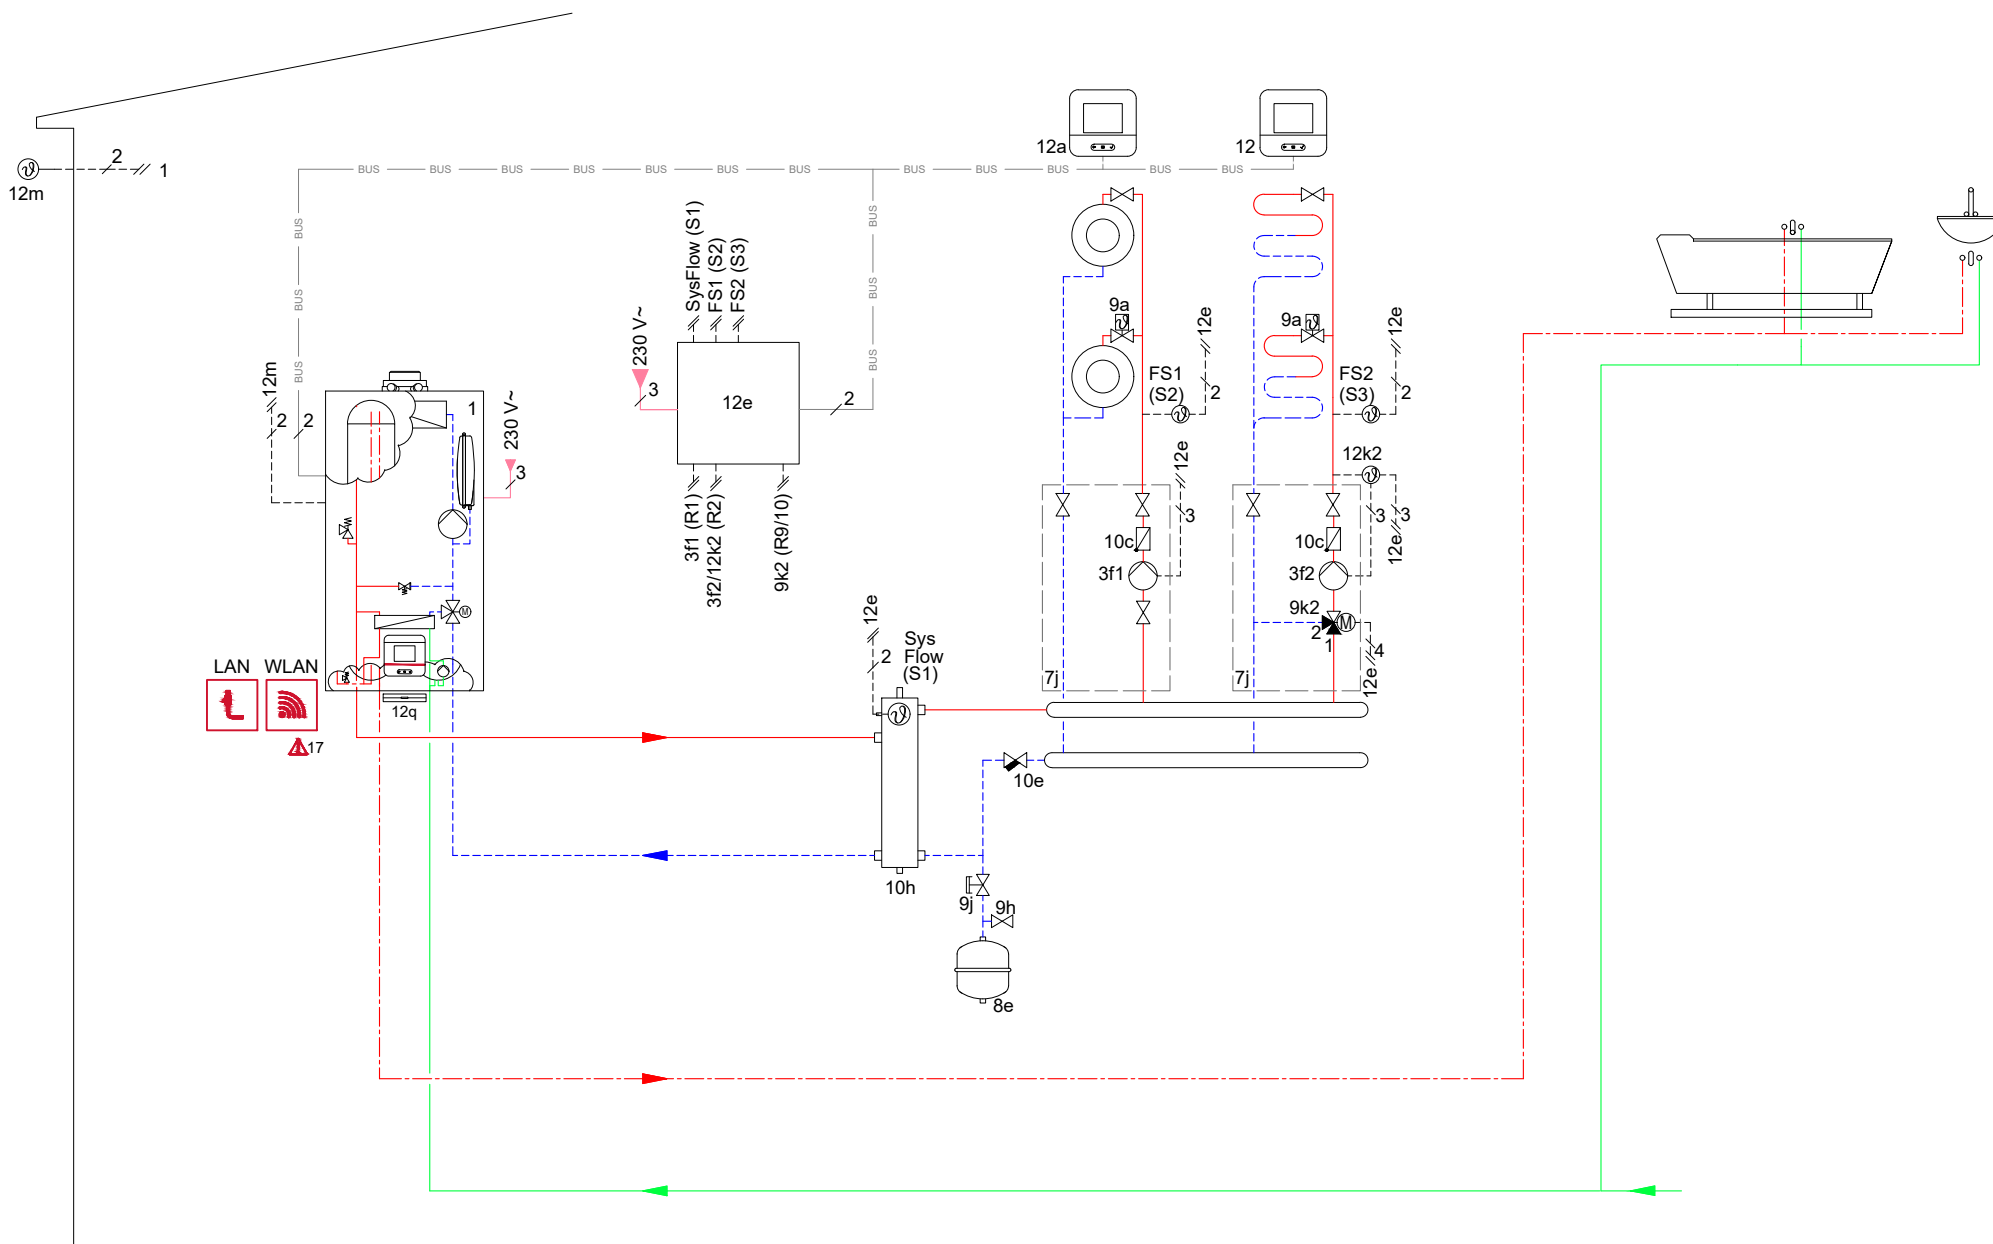 12a
12
BUS BUS BUS BUS BUS BUS BUS BUS BUS BUS BUS BUS BUS
2
1
12m
BUS
BUS
BUS
BUS
BUS
BUS
SysFlow (S1)
FS1 (S2)
FS2 (S3)
230 V~
3
12e
2
3f1 (R1)
3f2/12k2 (R2)
9k2 (R9/10)
12m
2
2
1
230 V~
3
M
LAN
WLAN
17
12q
9a
12e
FS1
(S2)
2
9a
12e
FS2
(S3)
2
12k2
12e
3
10c
3f1
7j
3
3
12e
10c
3f2
9k2
2
M
1
4
12e
7j
12e
2
Sys
Flow
(S1)
10h
10e
9j
9h
8e